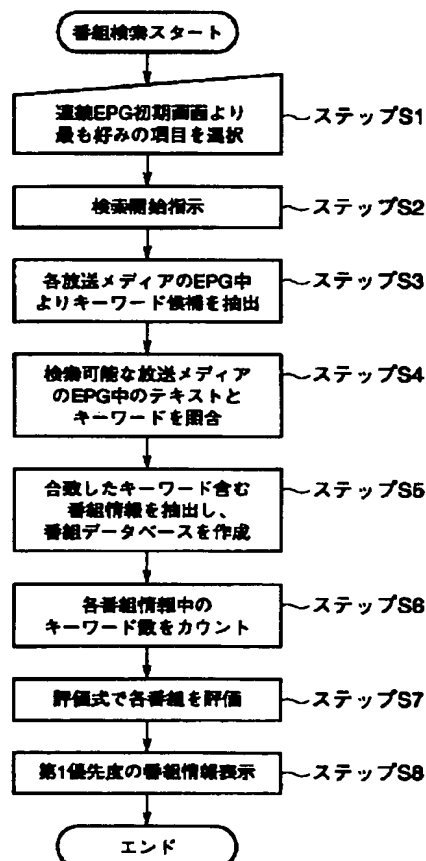 番組検索スタート
連鎖EPG初期画面より
最も好みの項目を選択
ステップS1
検索開始指示
ステップS2
各放送メディアのEPG中
よりキーワード候補を抽出
ステップS3
検索可能な放送メディア
のEPG中のテキストと
キーワードを照合
ステップS4
合致したキーワード含む
番組情報を抽出し、
番組データベースを作成
ステップS5
各番組情報中の
キーワード数をカウント
ステップS6
評価式で各番組を評価
ステップS7
第1優先度の番組情報表示
ステップS8
エンド